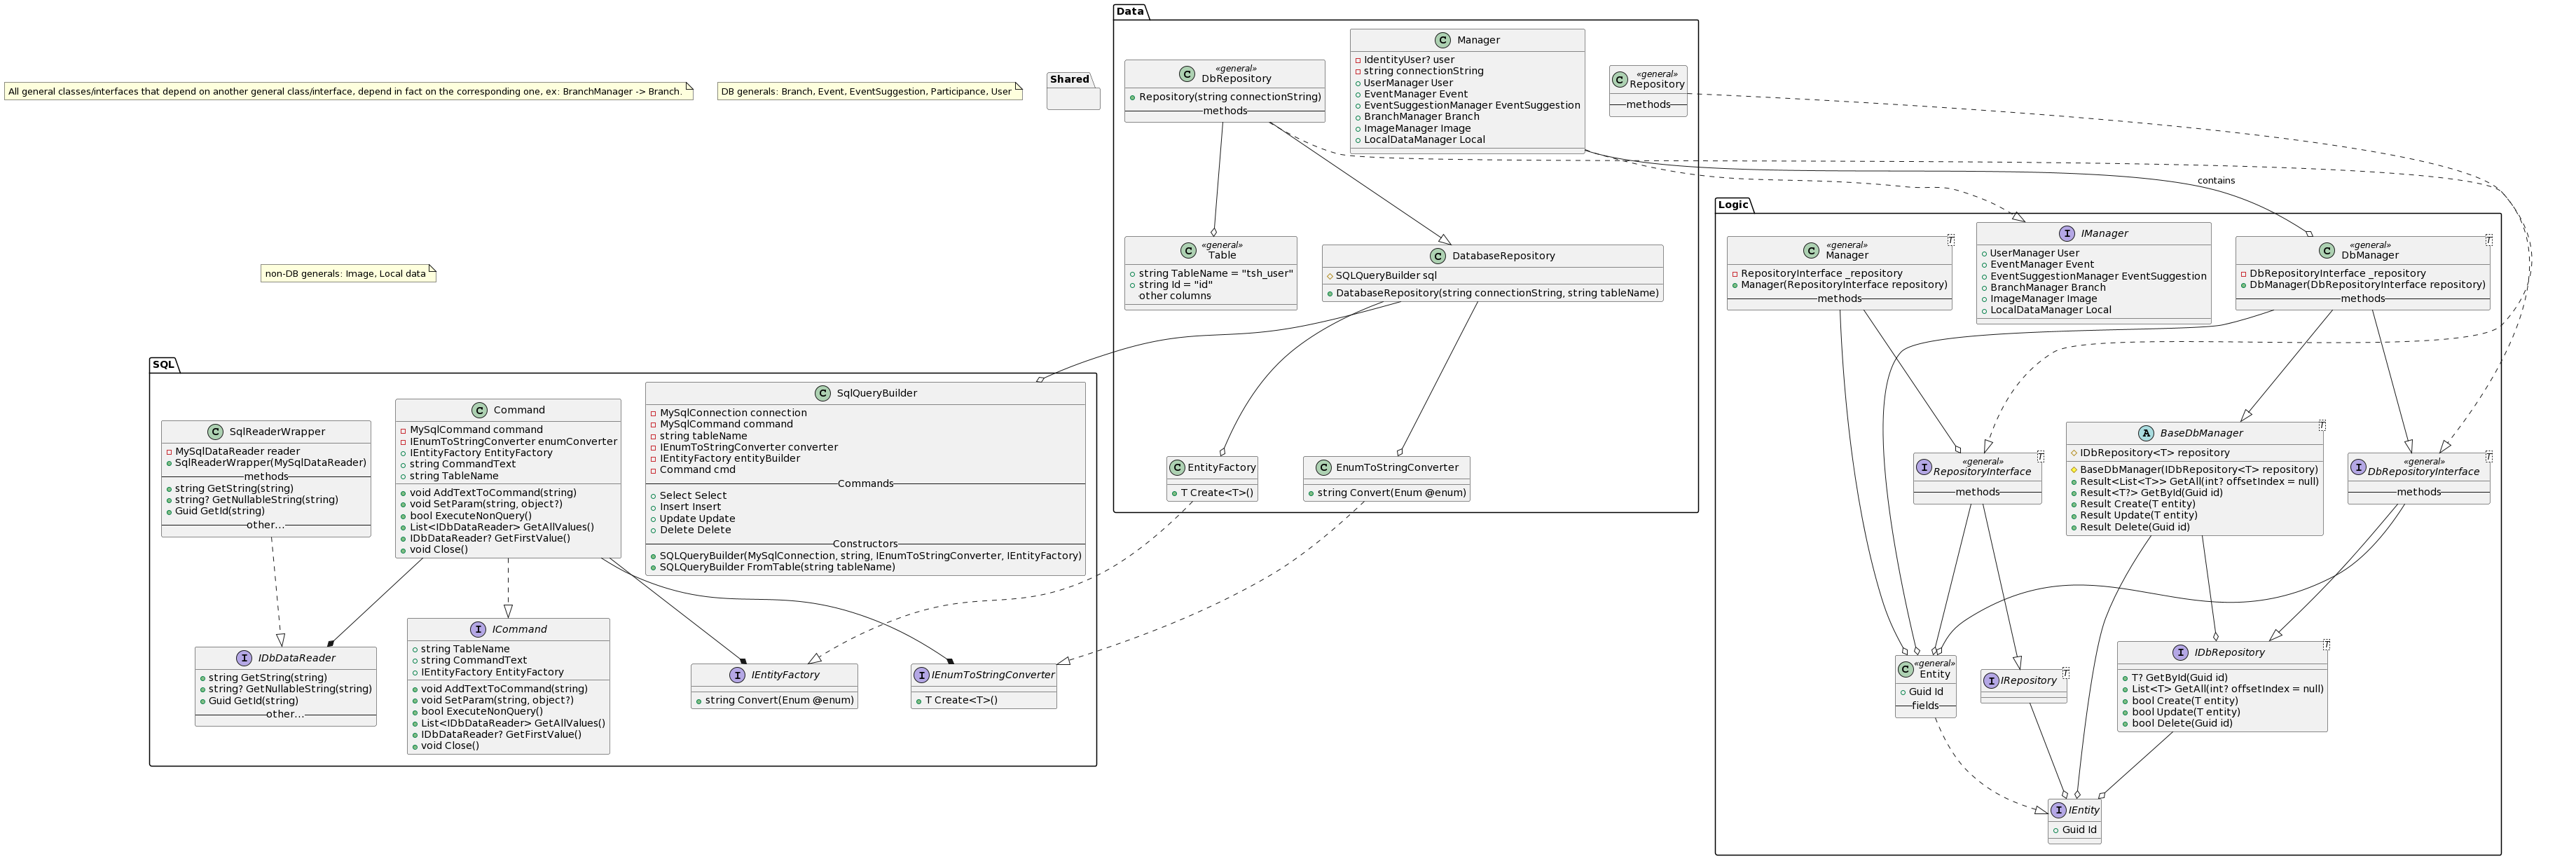 All general classes/interfaces that depend on another general class/interface, depend in fact on the corresponding one, ex: BranchManager -> Branch.
DB generals: Branch, Event, EventSuggestion, Participance, User
Shared
non-DB generals: Image, Local data
Data
C «general»
DbRepository
Repository(string connectionString)
methods
C Manager
IdentityUser? user
string connectionString
UserManager User
EventManager Event
EventSuggestionManager EventSuggestion
BranchManager Branch
ImageManager Image
LocalDataManager Local
C «general»
Repository
methods
C «general»
Table
string TableName = "tsh_user"
string Id = "id"
other columns
C DatabaseRepository
SQLQueryBuilder sql
DatabaseRepository(string connectionString, string tableName)
C EntityFactory
T Create<T>()
C EnumToStringConverter
string Convert(Enum @enum)
contains
Logic
C «general» T
Manager
RepositoryInterface _repository
Manager(RepositoryInterface repository)
methods
I IManager
UserManager User
EventManager Event
EventSuggestionManager EventSuggestion
BranchManager Branch
ImageManager Image
LocalDataManager Local
C «general» T
DbManager
DbRepositoryInterface _repository
DbManager(DbRepositoryInterface repository)
methods
I «general» T
RepositoryInterface
methods
A BaseDbManager T
IDbRepository<T> repository
BaseDbManager(IDbRepository<T> repository)
Result<List<T>> GetAll(int? offsetIndex = null)
Result<T?> GetById(Guid id)
Result Create(T entity)
Result Update(T entity)
Result Delete(Guid id)
I «general» T
DbRepositoryInterface
methods
C «general»
Entity
Guid Id
fields
I IRepository T
I IDbRepository T
T? GetById(Guid id)
List<T> GetAll(int? offsetIndex = null)
bool Create(T entity)
bool Update(T entity)
bool Delete(Guid id)
I IEntity
Guid Id
SQL
C SqlReaderWrapper
MySqlDataReader reader
SqlReaderWrapper(MySqlDataReader)
methods
string GetString(string)
string? GetNullableString(string)
Guid GetId(string)
other...
C Command
MySqlCommand command
IEnumToStringConverter enumConverter
IEntityFactory EntityFactory
string CommandText
string TableName
void AddTextToCommand(string)
void SetParam(string, object?)
bool ExecuteNonQuery()
List<IDbDataReader> GetAllValues()
IDbDataReader? GetFirstValue()
void Close()
C SqlQueryBuilder
MySqlConnection connection
MySqlCommand command
string tableName
IEnumToStringConverter converter
IEntityFactory entityBuilder
Command cmd
Commands
Select Select
Insert Insert
Update Update
Delete Delete
Constructors
SQLQueryBuilder(MySqlConnection, string, IEnumToStringConverter, IEntityFactory)
SQLQueryBuilder FromTable(string tableName)
I IDbDataReader
string GetString(string)
string? GetNullableString(string)
Guid GetId(string)
other...
I ICommand
string TableName
string CommandText
IEntityFactory EntityFactory
void AddTextToCommand(string)
void SetParam(string, object?)
bool ExecuteNonQuery()
List<IDbDataReader> GetAllValues()
IDbDataReader? GetFirstValue()
void Close()
I IEntityFactory
string Convert(Enum @enum)
I IEnumToStringConverter
T Create<T>()